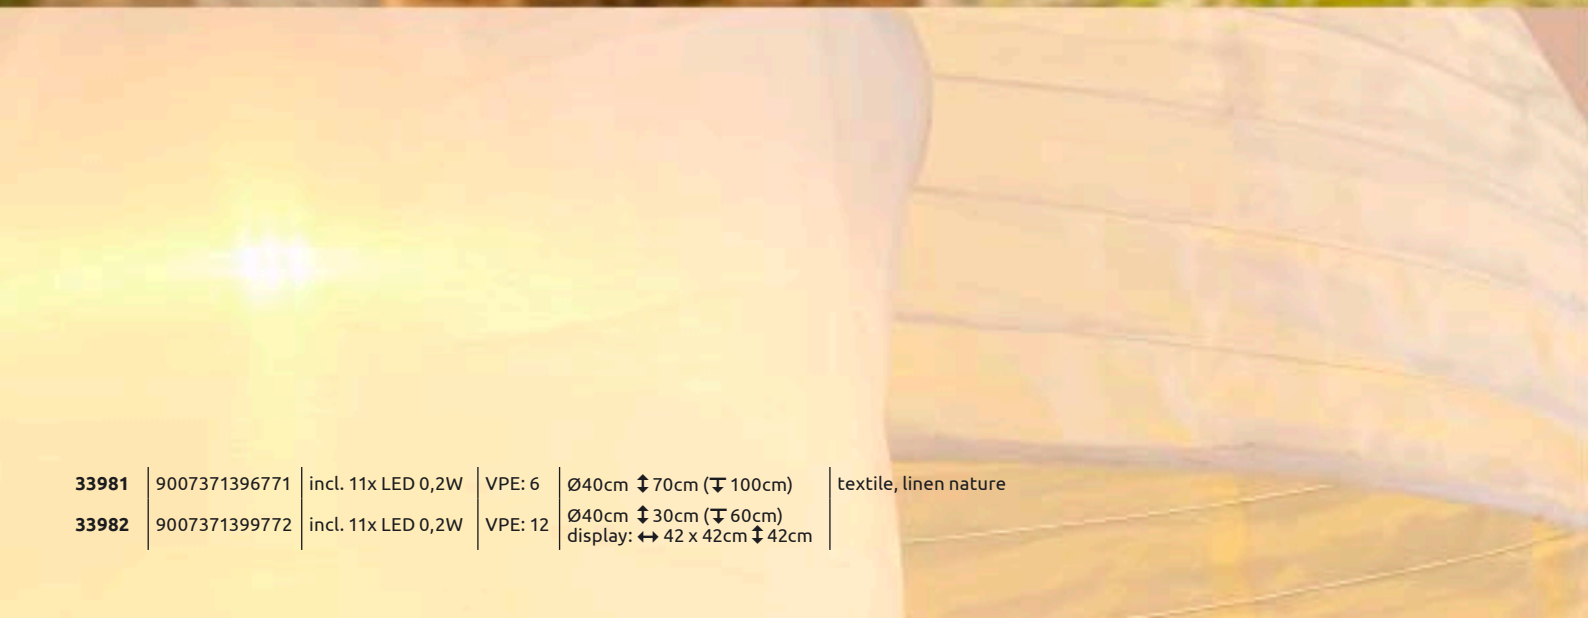 33981 9007371396771 incl. 11x LED 0,2W VPE: 6 Ø40cm ↕ 70cm (↧ 100cm) textile, linen nature
33982 9007371399772 incl. 11x LED 0,2W VPE: 12 Ø40cm ↕ 30cm (↧ 60cm)
display: ↔ 42 x 42cm ↕ 42cm